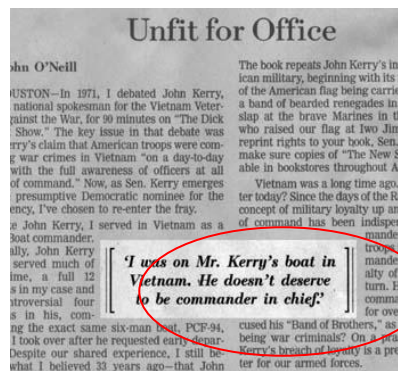 Unfit for Office
ohn O'Neill
USTON—In 1971, I debated John Kerry,
national spokesman for the Vietnam Veter-
gainst the War, for 90 minutes on "The Dick
Show." The key issue in that debate was
rry's claim that American troops were com-
g war crimes in Vietnam "on a day-to-day
with the full awareness of officers at all
of command." Now, as Sen. Kerry emerges
presumptive Democratic nominee for the
ency, I've chosen to re-enter the fray.
e John Kerry, I served in Vietnam as a
Boat commander.
ally, John Kerry
served much of
ime, a full 12
s in my case and
troversial four
s in his, com-
ng the exact same six-man boat, PCF-94,
I took over after he requested early depar-
Despite our shared experience, I still be-
what I believed 33 years ago—that John
'I was on Mr. Kerry's boat in
Vietnam. He doesn't deserve
to be commander in chief.'
The book repeats John Kerry's in
ican military, beginning with its
of the American flag being carrie
a band of bearded renegades in
slap at the brave Marines in t
who raised our flag at Iwo Jim
reprint rights to your book, Sen.
make sure copies of "The New S
able in bookstores throughout A
Vietnam was a long time ago.
ter today? Since the days of the R
concept of military loyalty up an
of command has been indispen
mande
troops
mande
alty of
turn. H
comma
for ove
cused his "Band of Brothers," as
being war criminals? On a pra
Kerry's breach of loyalty is a pre
ter for our armed forces.